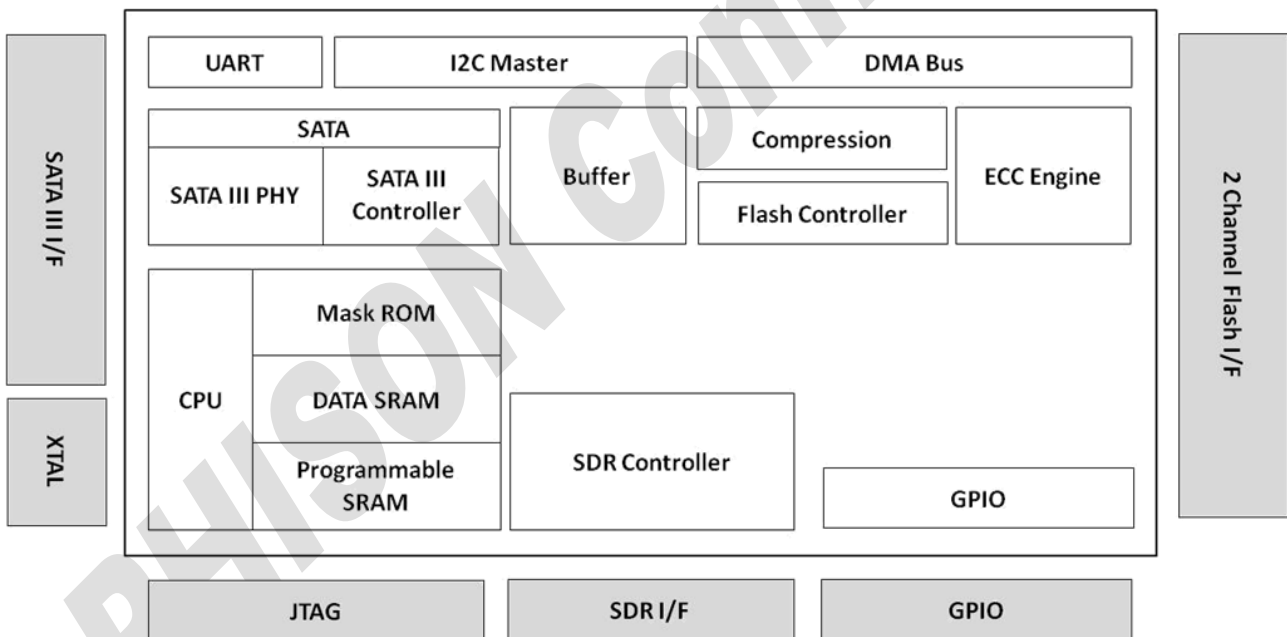 UART
I2C Master
DMA Bus
SATA
SATA III PHY
SATA III
Controller
Buffer
Compression
Flash Controller
ECC Engine
SATA III I/F
XTAL
CPU
Mask ROM
DATA SRAM
Programmable
SRAM
SDR Controller
GPIO
2 Channel Flash I/F
JTAG
SDR I/F
GPIO
PHISON